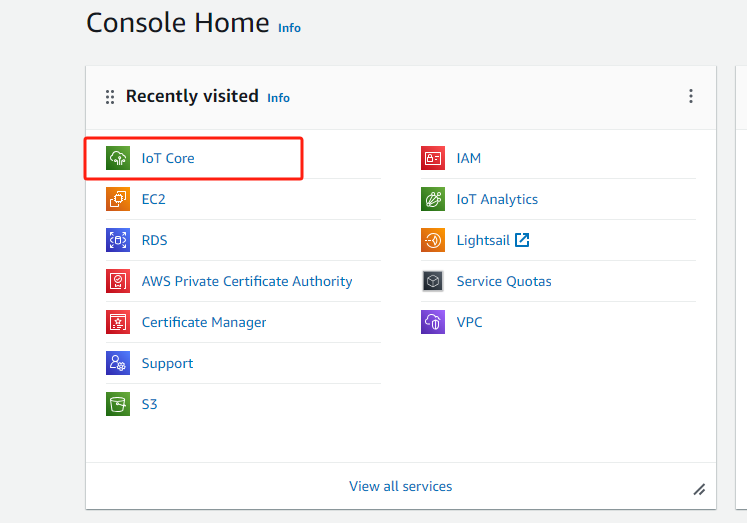 Console Home Info
Recently visited Info
IoT Core
EC2
RDS
AWS Private Certificate Authority
Certificate Manager
Support
S3
IAM
IoT Analytics
Lightsail
Service Quotas
VPC
View all services